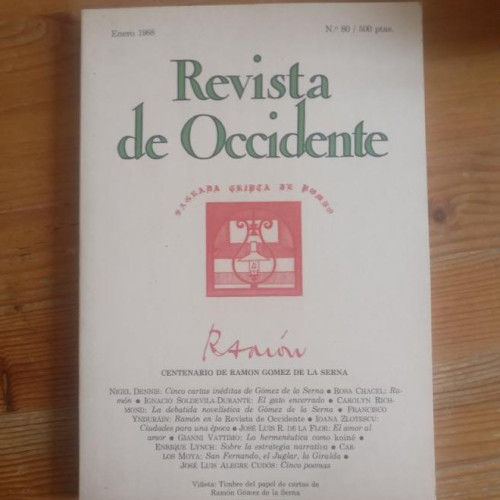 Enero 1988
N.º 80 / 500 ptas.
Revista
de Occidente
SAGRADA CRIPTA DE POMBO
Ramón
CENTENARIO DE RAMON GOMEZ DE LA SERNA
NIGEL DENNIS: Cinco cartas inéditas de Gómez de la Serna • ROSA CHACEL: Ra-
món • IGNACIO SOLDEVILA-DURANTE: El gato encerrado • CAROLYN RICH-
MOND: La debatida novelística de Gómez de la Serna • FRANCISCO
YNDURÁIN: Ramón en la Revista de Occidente • IOANA ZLOTESCU:
Ciudades para una época • JOSÉ LUIS R. DE LA FLOR: El amor al
amor • GIANNI VATTIMO: La hermenéutica como koiné •
ENRIQUE LYNCH: Sobre la estrategia narrativa • CAR-
LOS MOYA: San Fernando, el Juglar, la Giralda •
JOSÉ LUIS ALEGRE CUDOS: Cinco poemas
Viñeta: Timbre del papel de cartas de
Ramón Gómez de la Serna